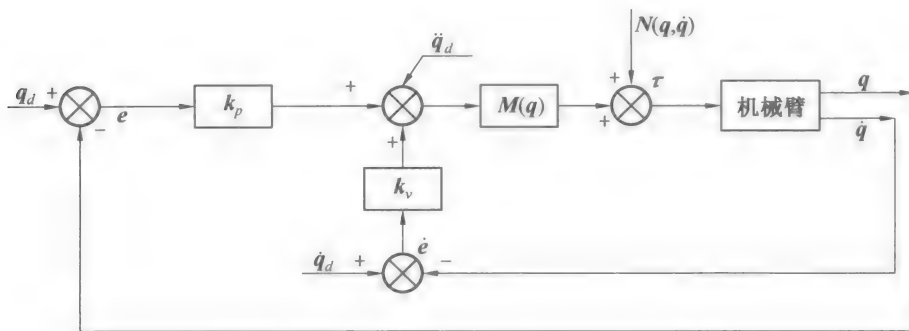 q̈_d
N(q,q̇)
q_d
+
−
e
k_p
+
M(q)
+
+
τ
机械臂
q
q̇
+
k_v
ė
q̇_d
+
−